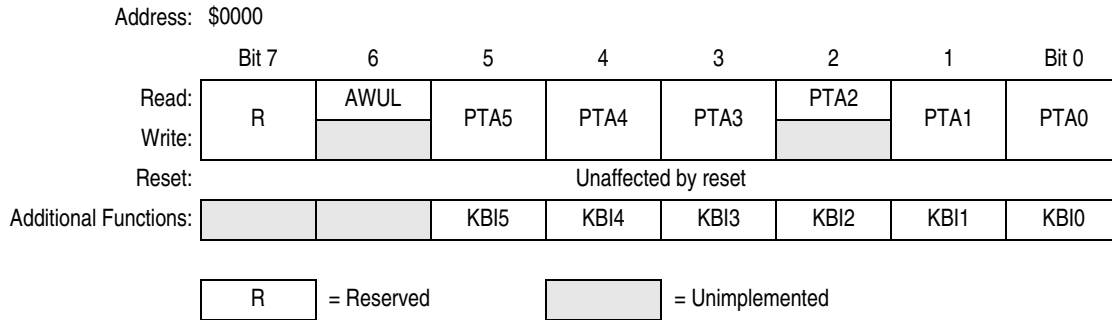 Address: $0000
Bit 7 6 5 4 3 2 1 Bit 0
Read: R AWUL PTA5 PTA4 PTA3 PTA2 PTA1 PTA0
Write:
Reset: Unaffected by reset
Additional Functions: KBI5 KBI4 KBI3 KBI2 KBI1 KBI0
R = Reserved = Unimplemented